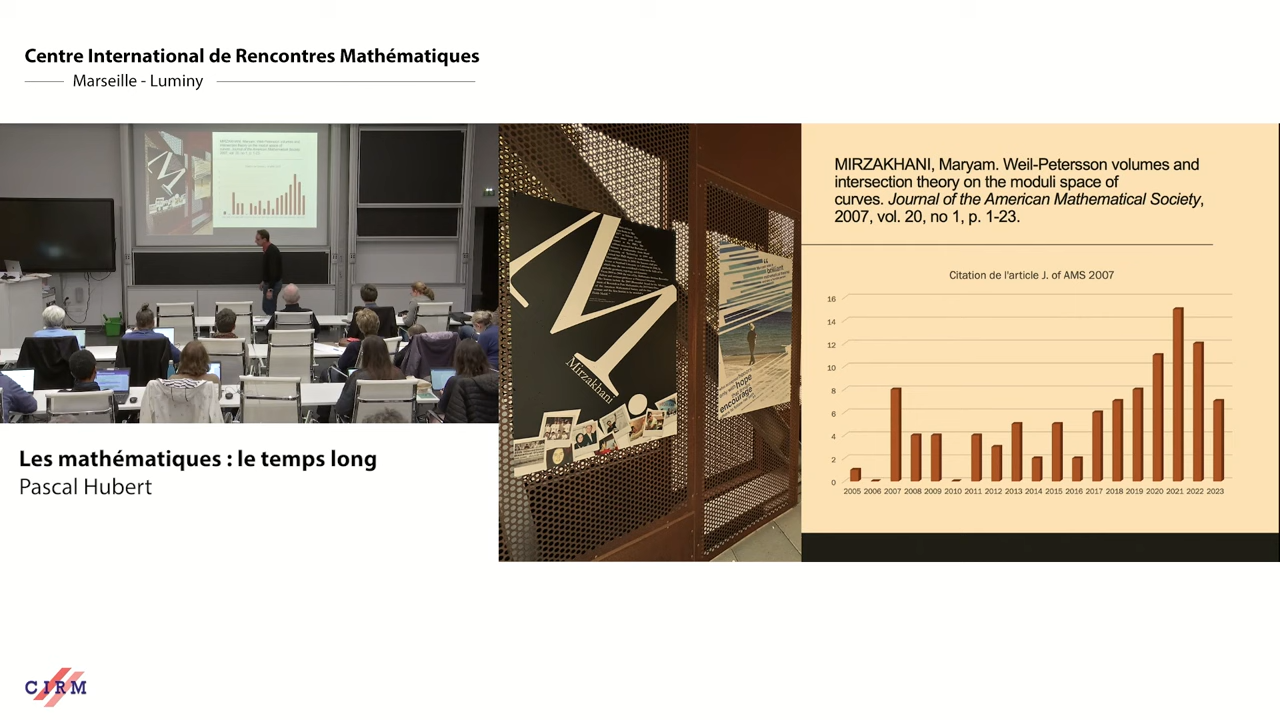 Centre International de Rencontres Mathématiques
Marseille - Luminy
Mirzakhani
brilliant
hope
encourage
MIRZAKHANI, Maryam. Weil-Petersson volumes and
intersection theory on the moduli space of
curves. Journal of the American Mathematical Society,
2007, vol. 20, no 1, p. 1-23.
Citation de l'article J. of AMS 2007
16
14
12
10
8
6
4
2
0
2005 2006 2007 2008 2009 2010 2011 2012 2013 2014 2015 2016 2017 2018 2019 2020 2021 2022 2023
Les mathématiques : le temps long
Pascal Hubert
CIRM